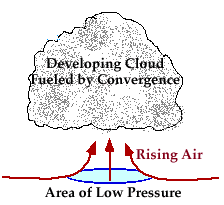 Developing Cloud
Fueled by Convergence
Rising Air
Area of Low Pressure